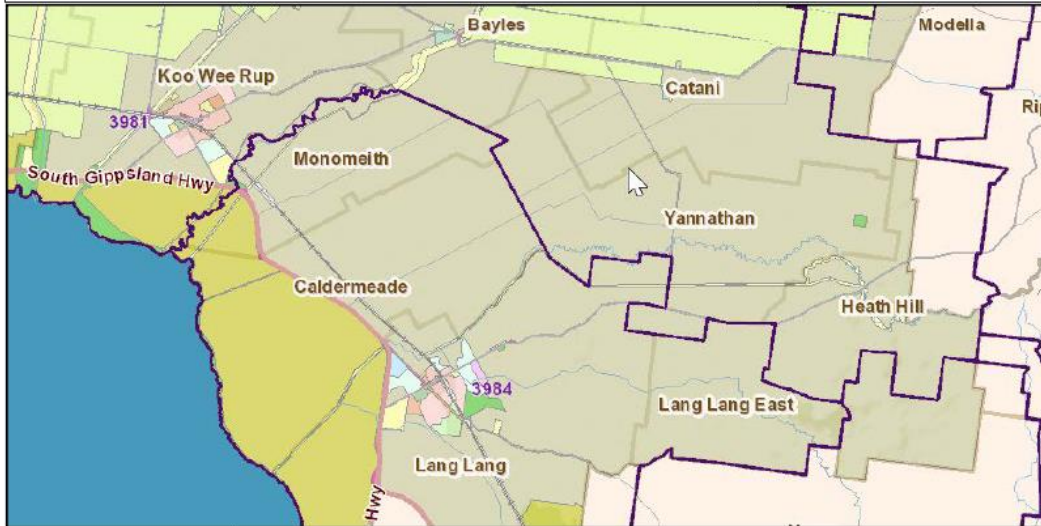 Bayles
Modella
Koo Wee Rup
Catani
Rip
3981
Monomeith
South Gippsland Hwy
Yannathan
Caldermeade
Heath Hill
3984
Lang Lang East
Lang Lang
Hwy